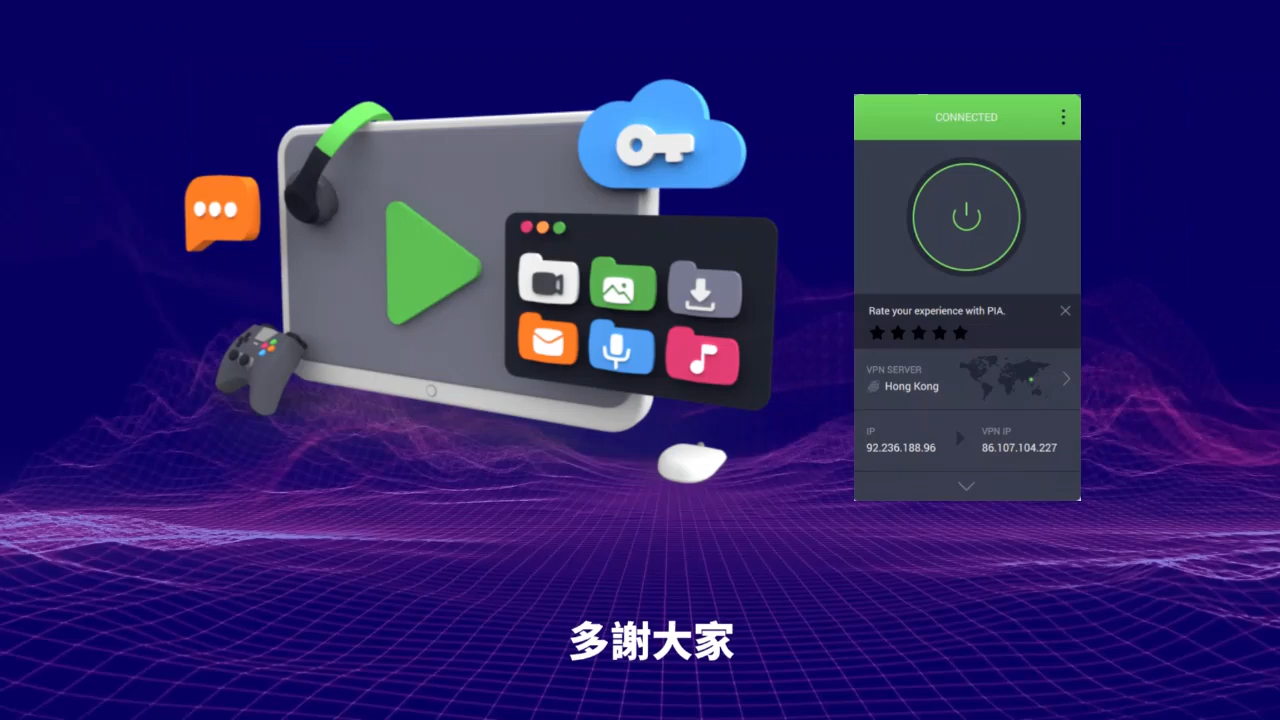 CONNECTED
Rate your experience with PIA.
VPN SERVER
Hong Kong
IP
92.236.188.96
VPN IP
86.107.104.227
多謝大家